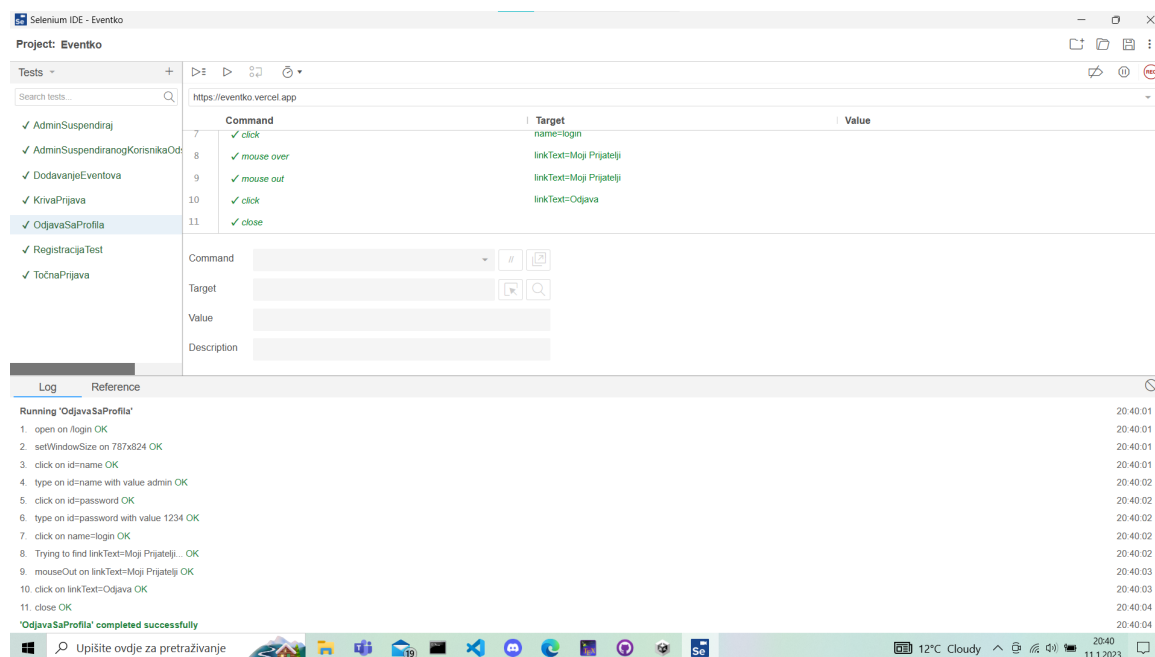 Selenium IDE - Eventko
Project: Eventko
Tests
Search tests...
https://eventko.vercel.app
REC
Command Target Value
✓ AdminSuspendiraj
✓ AdminSuspendiranogKorisnikaOd
✓ DodavanjeEventova
✓ KrivaPrijava
✓ OdjavaSaProfila
✓ RegistracijaTest
✓ TočnaPrijava
7 ✓ click name=login
8 ✓ mouse over linkText=Moji Prijatelji
9 ✓ mouse out linkText=Moji Prijatelji
10 ✓ click linkText=Odjava
11 ✓ close
Command //
Target
Value
Description
Log Reference
Running 'OdjavaSaProfila' 20:40:01
1. open on /login OK 20:40:01
2. setWindowSize on 787x824 OK 20:40:01
3. click on id=name OK 20:40:01
4. type on id=name with value admin OK 20:40:02
5. click on id=password OK 20:40:02
6. type on id=password with value 1234 OK 20:40:02
7. click on name=login OK 20:40:02
8. Trying to find linkText=Moji Prijatelji... OK 20:40:02
9. mouseOut on linkText=Moji Prijatelji OK 20:40:03
10. click on linkText=Odjava OK 20:40:03
11. close OK 20:40:04
'OdjavaSaProfila' completed successfully 20:40:04
Upišite ovdje za pretraživanje 19 Se 12°C Cloudy 20:40
11.1.2023.